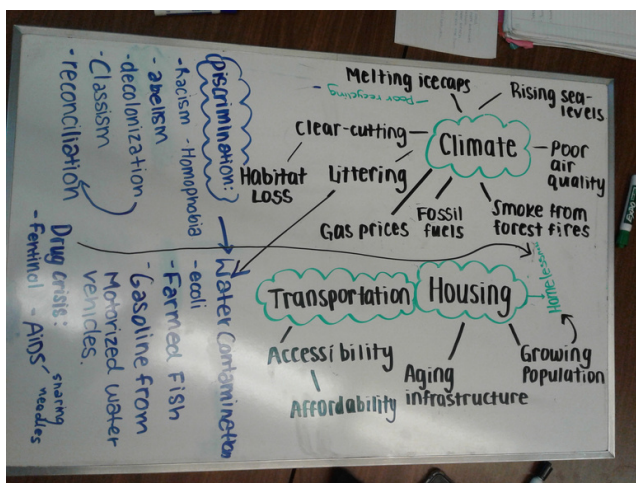 Melting icecaps
- Poor recycling
Rising sea-
levels
Clear-cutting
Climate
Poor
air
quality
Habitat
Loss
Littering
Gas prices
Fossil
fuels
Smoke from
forest fires
Transportation
Housing
Homelessness
Accessibility
Affordability
Aging
infrastructure
Growing
Population
Discrimination:
- Racism - Homophobia
- abelism
- decolonization
- Classism
- reconciliation
Water Contamination
- ecoli
- Farmed Fish
- Gasoline from
Motorized water
vehicles.
Drug crisis:
- Fentinol - Aids
sharing
needles
EXPO